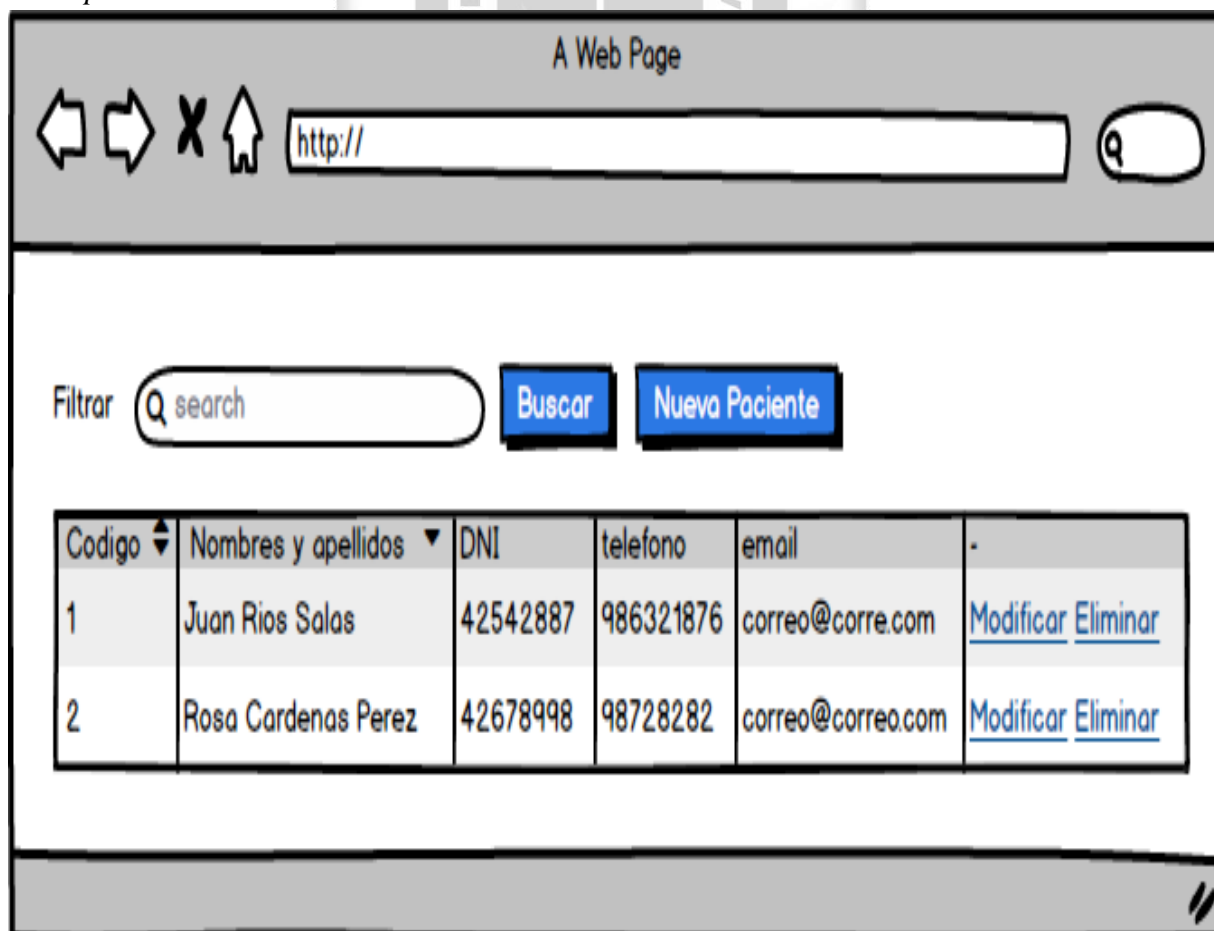 A Web Page
http://
Filtrar search Buscar Nueva Paciente
Codigo Nombres y apellidos DNI telefono email -
1 Juan Rios Salas 42542887 986321876 correo@corre.com Modificar Eliminar
2 Rosa Cardenas Perez 42678998 98728282 correo@correo.com Modificar Eliminar